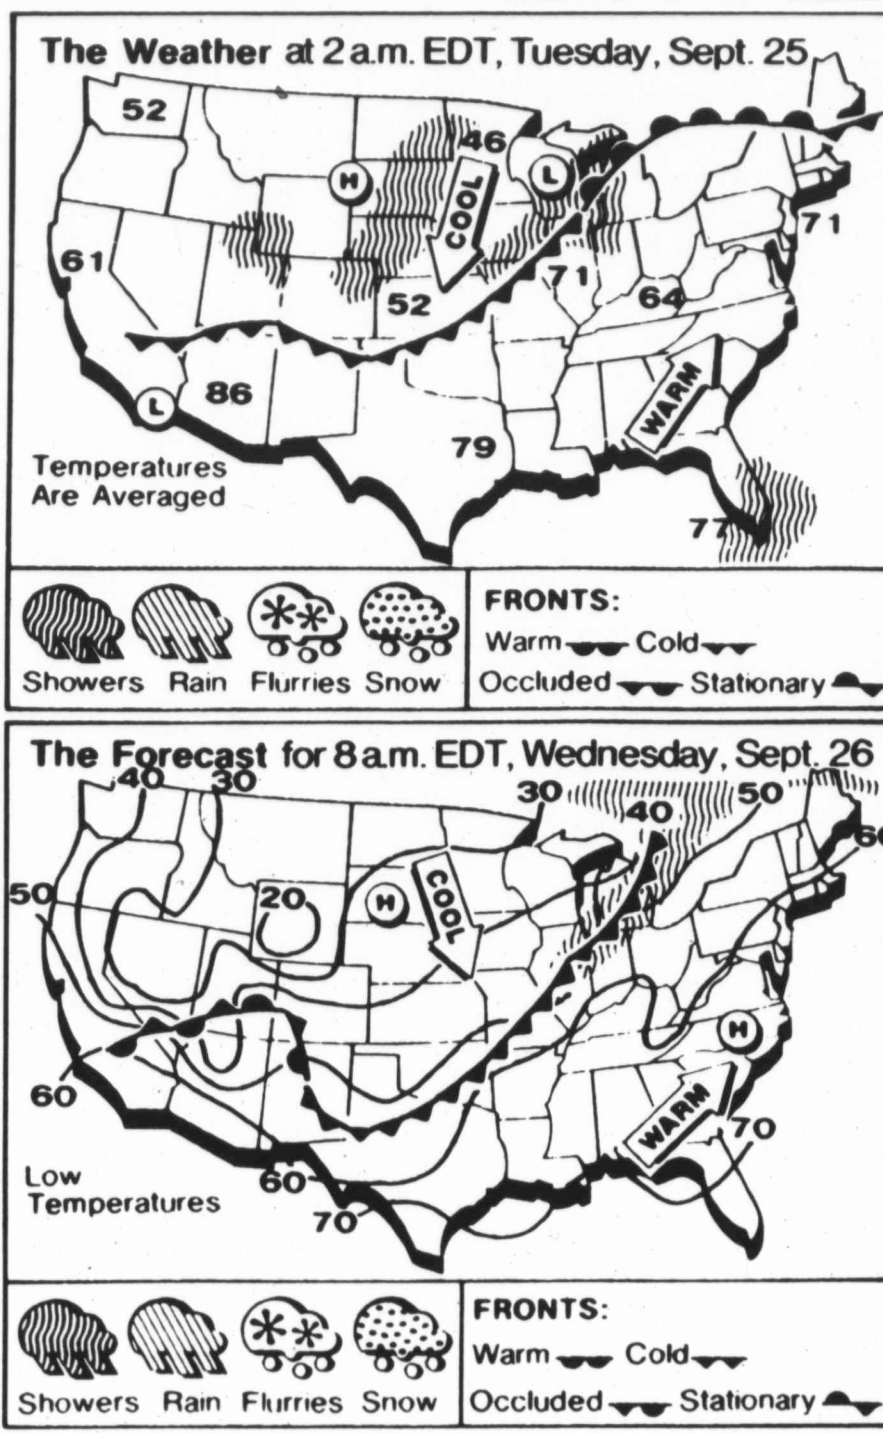 The Weather at 2 a.m. EDT, Tuesday, Sept. 25
52
46
H
L
COOL
71
61
71
52
64
86
L
WARM
79
Temperatures
Are Averaged
77
Showers Rain Flurries Snow
FRONTS:
Warm Cold
Occluded Stationary
The Forecast for 8 a.m. EDT, Wednesday, Sept. 26
40 30 30 50
40
60
50
20
H
COOL
H
60
WARM
70
Low
Temperatures
60
70
Showers Rain Flurries Snow
FRONTS:
Warm Cold
Occluded Stationary